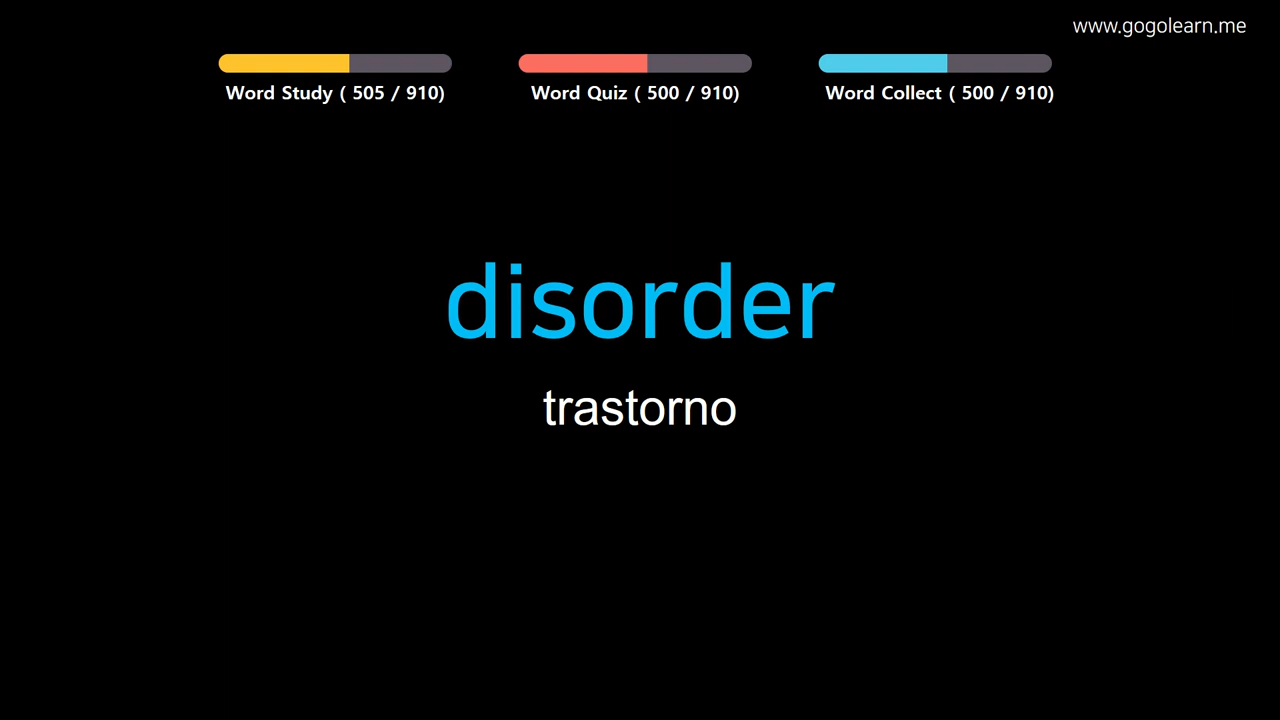 www.gogolearn.me
Word Study ( 505 / 910)
Word Quiz ( 500 / 910)
Word Collect ( 500 / 910)
disorder
trastorno